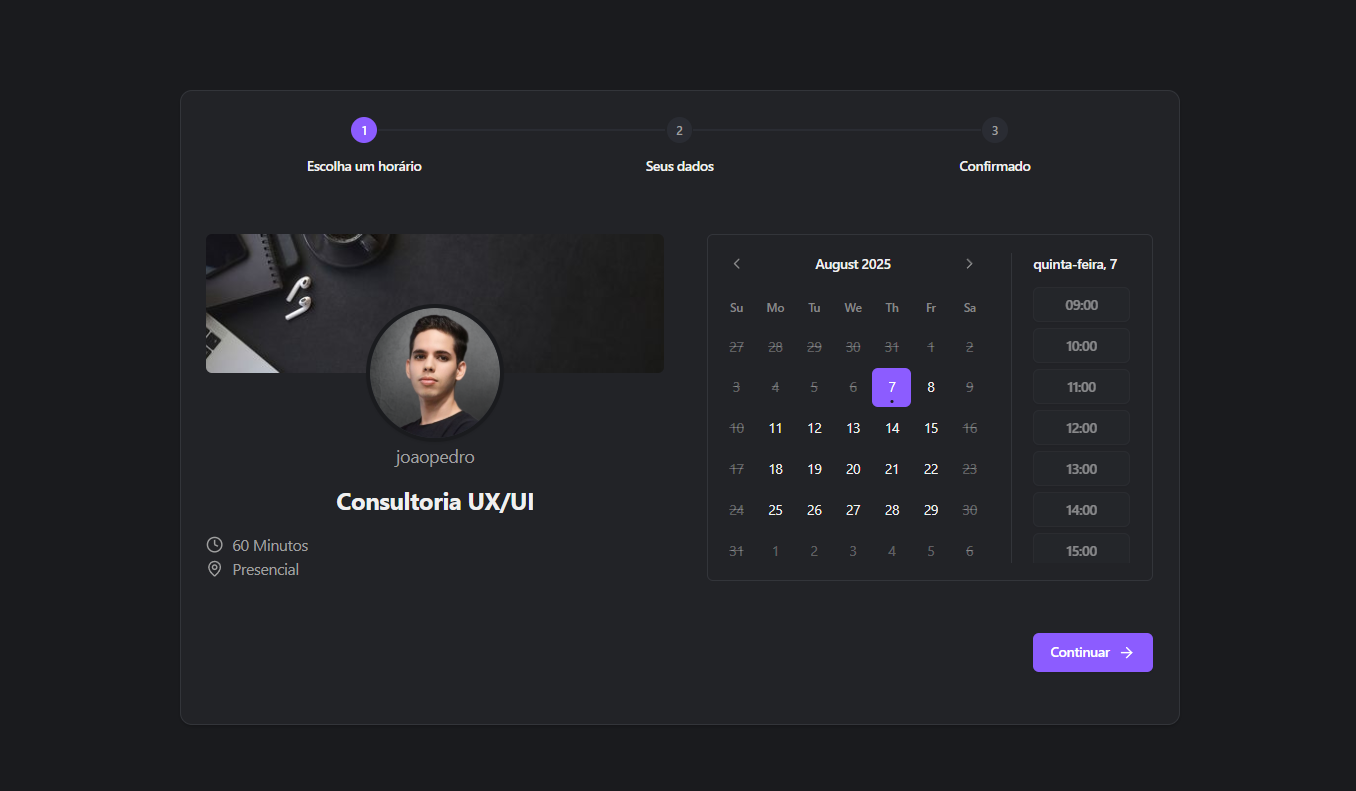 1
2
3
Escolha um horário
Seus dados
Confirmado
joaopedro
Consultoria UX/UI
60 Minutos
Presencial
August 2025
Su Mo Tu We Th Fr Sa
27 28 29 30 31 1 2
3 4 5 6 7 8 9
10 11 12 13 14 15 16
17 18 19 20 21 22 23
24 25 26 27 28 29 30
31 1 2 3 4 5 6
quinta-feira, 7
09:00
10:00
11:00
12:00
13:00
14:00
15:00
Continuar